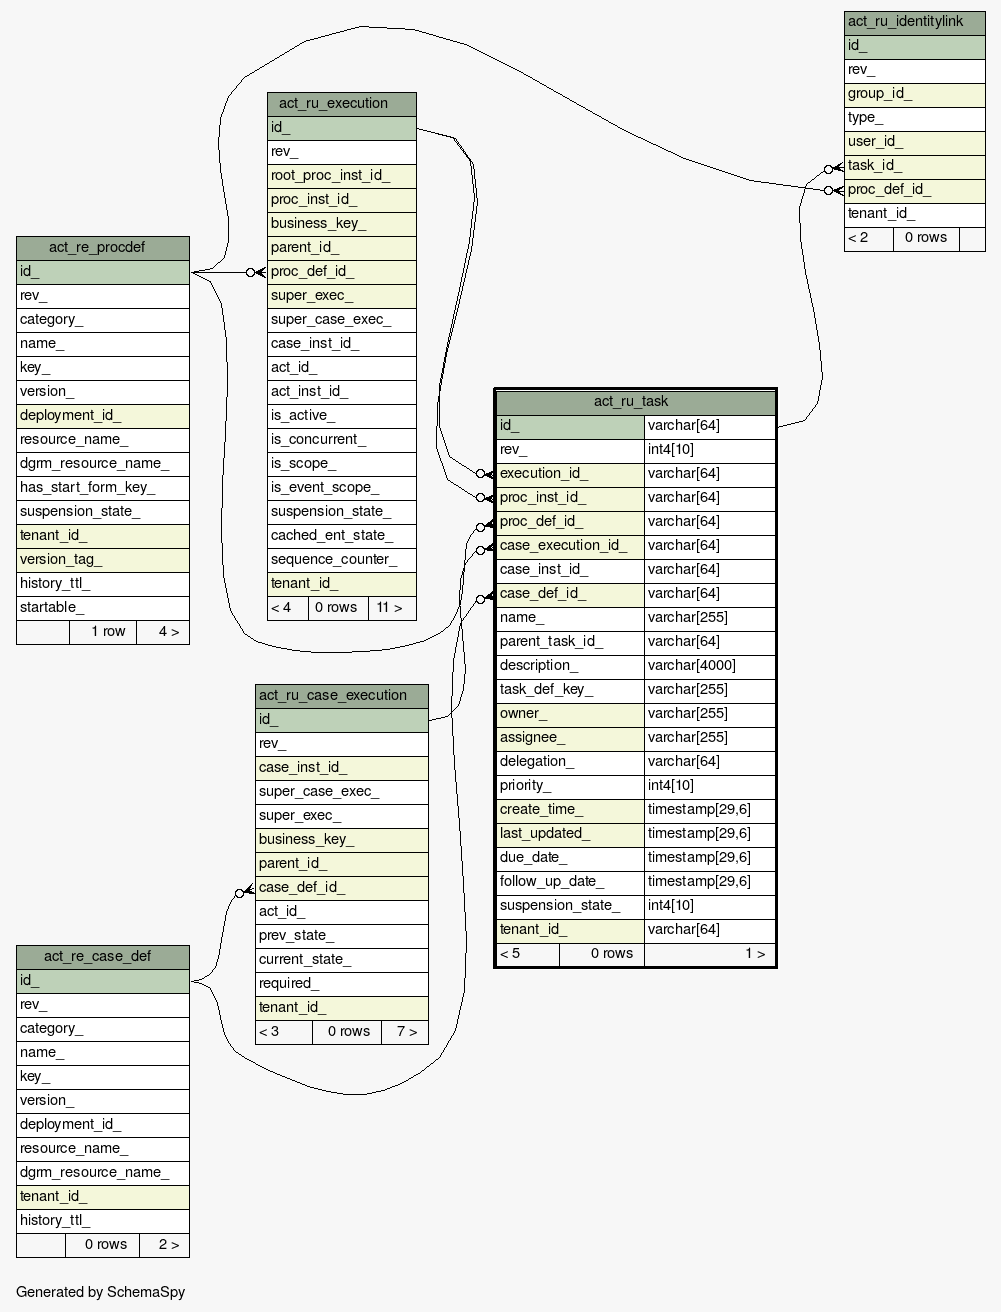 act_ru_identitylink
id_
rev_
group_id_
type_
user_id_
task_id_
proc_def_id_
tenant_id_
< 2 0 rows
act_ru_execution
id_
rev_
root_proc_inst_id_
proc_inst_id_
business_key_
parent_id_
proc_def_id_
super_exec_
super_case_exec_
case_inst_id_
act_id_
act_inst_id_
is_active_
is_concurrent_
is_scope_
is_event_scope_
suspension_state_
cached_ent_state_
sequence_counter_
tenant_id_
< 4 0 rows 11 >
act_re_procdef
id_
rev_
category_
name_
key_
version_
deployment_id_
resource_name_
dgrm_resource_name_
has_start_form_key_
suspension_state_
tenant_id_
version_tag_
history_ttl_
startable_
1 row 4 >
act_ru_task
id_ varchar[64]
rev_ int4[10]
execution_id_ varchar[64]
proc_inst_id_ varchar[64]
proc_def_id_ varchar[64]
case_execution_id_ varchar[64]
case_inst_id_ varchar[64]
case_def_id_ varchar[64]
name_ varchar[255]
parent_task_id_ varchar[64]
description_ varchar[4000]
task_def_key_ varchar[255]
owner_ varchar[255]
assignee_ varchar[255]
delegation_ varchar[64]
priority_ int4[10]
create_time_ timestamp[29,6]
last_updated_ timestamp[29,6]
due_date_ timestamp[29,6]
follow_up_date_ timestamp[29,6]
suspension_state_ int4[10]
tenant_id_ varchar[64]
< 5 0 rows 1 >
act_ru_case_execution
id_
rev_
case_inst_id_
super_case_exec_
super_exec_
business_key_
parent_id_
case_def_id_
act_id_
prev_state_
current_state_
required_
tenant_id_
< 3 0 rows 7 >
act_re_case_def
id_
rev_
category_
name_
key_
version_
deployment_id_
resource_name_
dgrm_resource_name_
tenant_id_
history_ttl_
0 rows 2 >
Generated by SchemaSpy